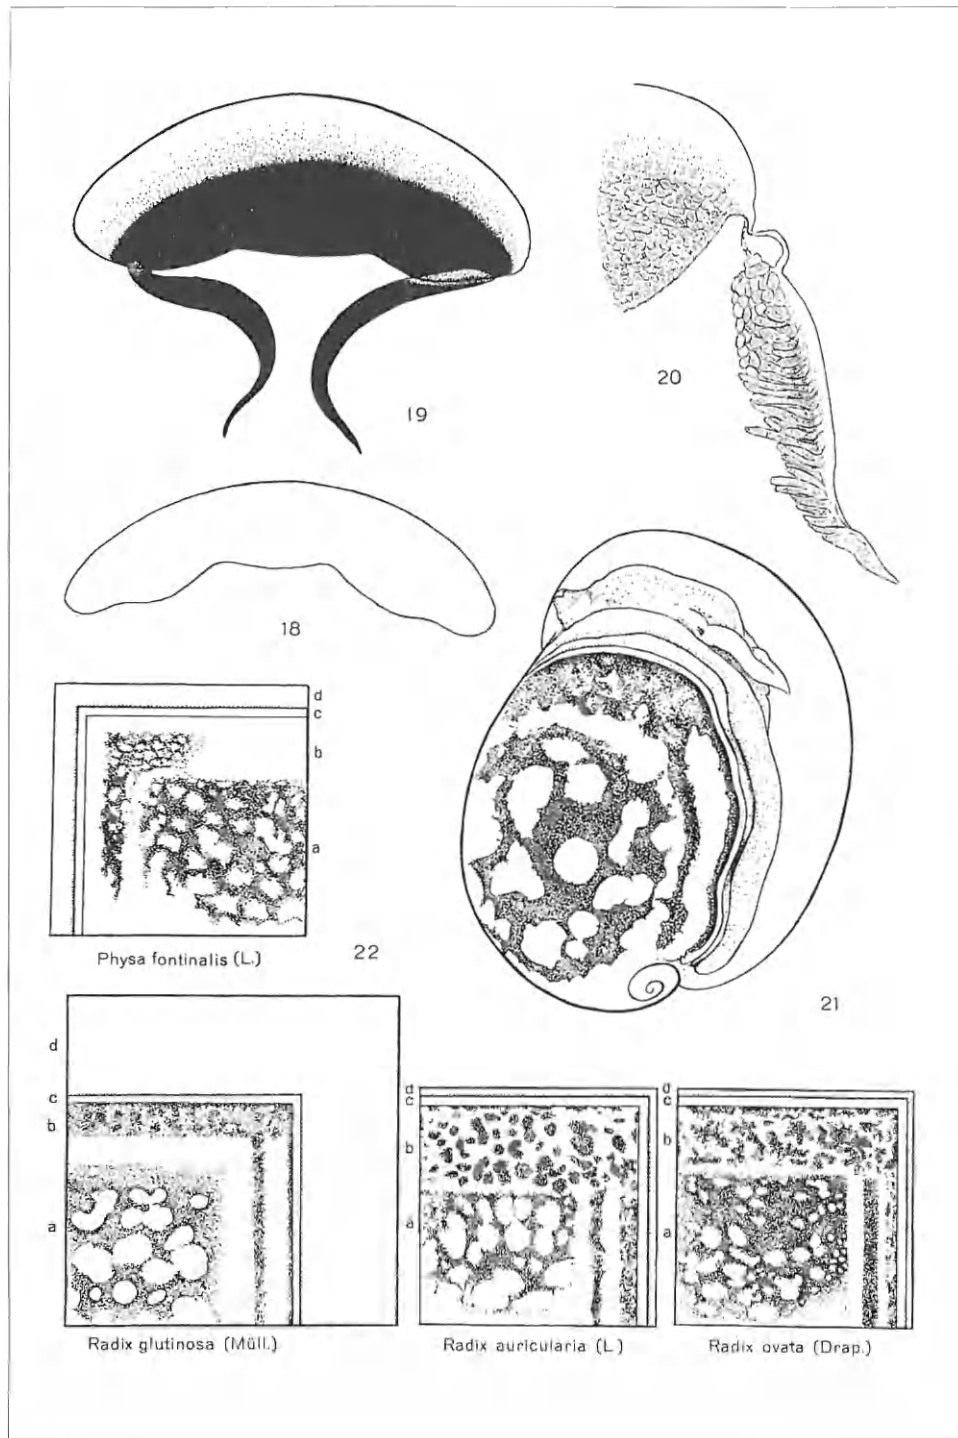 19
20
18
d
c
b
a
Physa fontinalis (L.)
22
21
d
c
b
a
Radix glutinosa (Müll.)
d
c
b
a
Radix auricularia (L)
d
c
b
a
Radix ovata (Drap.)